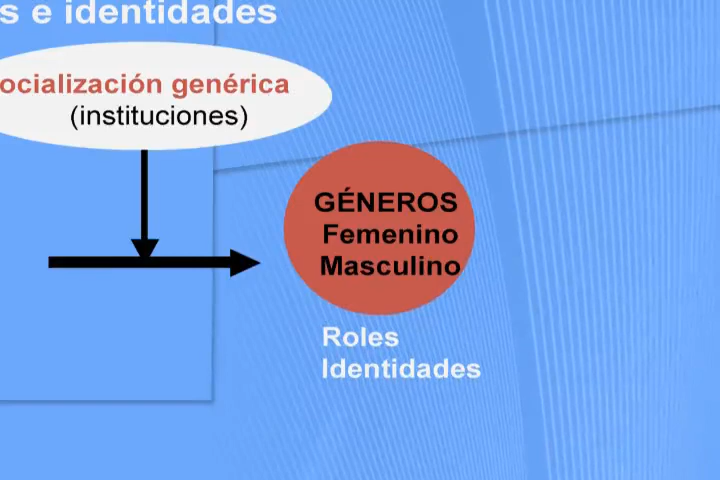 s e identidades
ocialización genérica
(instituciones)
GÉNEROS
Femenino
Masculino
Roles
Identidades